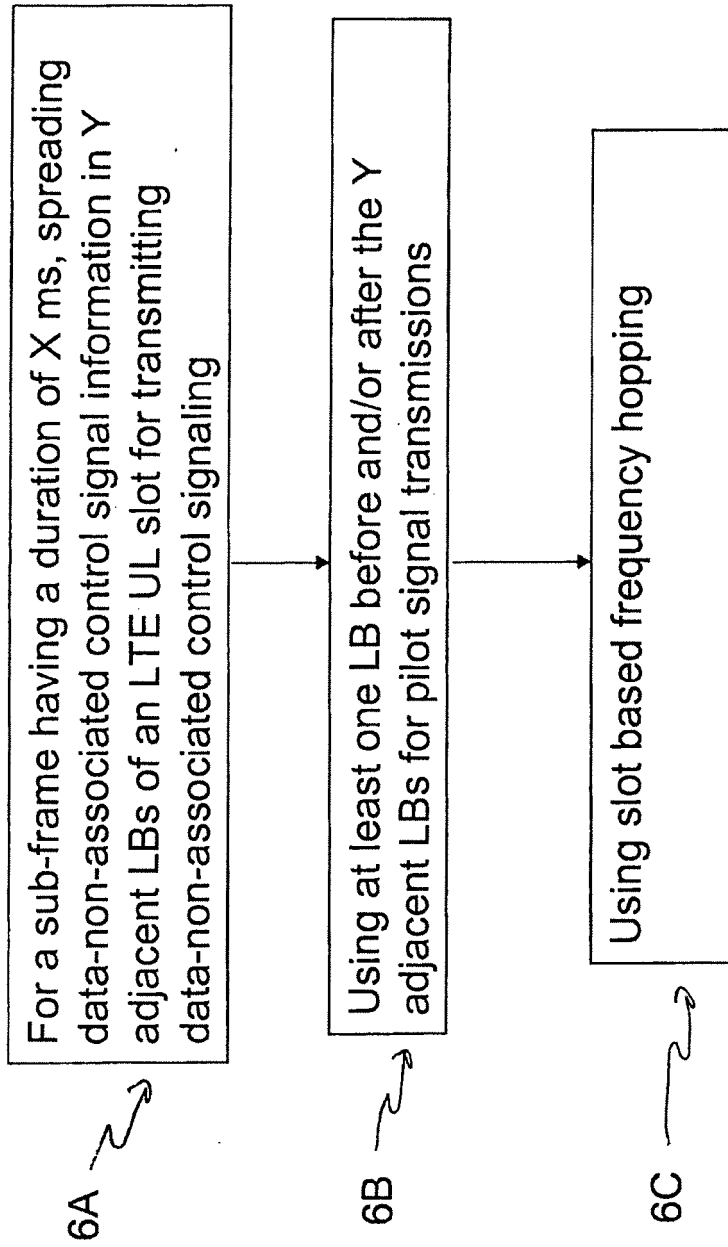 6A
For a sub-frame having a duration of X ms, spreading
data-non-associated control signal information in Y
adjacent LBs of an LTE UL slot for transmitting
data-non-associated control signaling
6B
Using at least one LB before and/or after the Y
adjacent LBs for pilot signal transmissions
6C
Using slot based frequency hopping